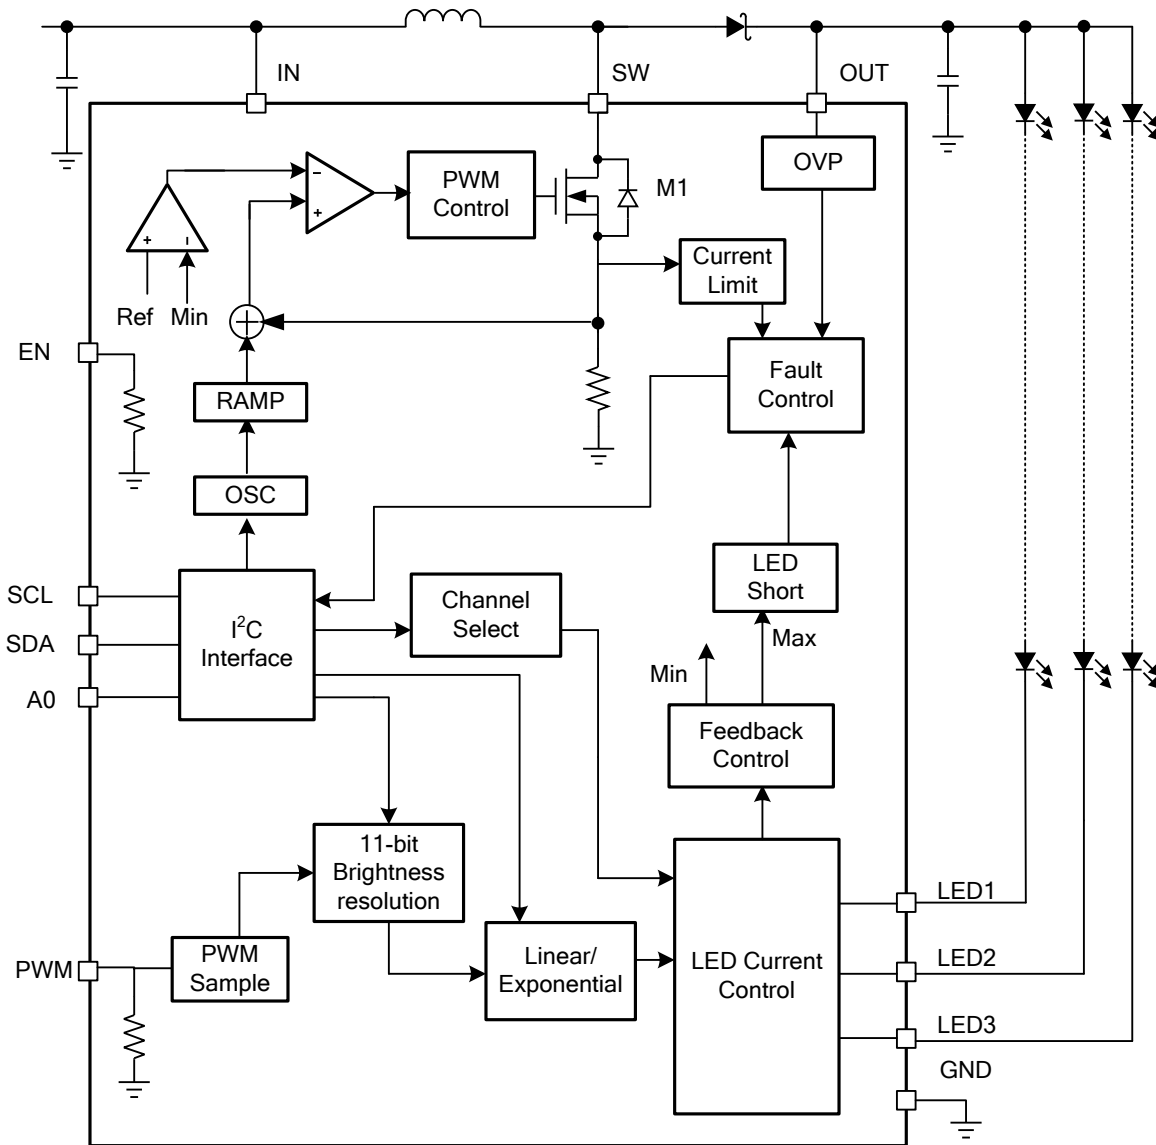 IN
SW
OUT
OVP
PWM
Control
M1
−
+
Current
Limit
+
−
Ref
Min
EN
Fault
Control
RAMP
OSC
SCL
SDA
A0
I²C
Interface
Channel
Select
LED
Short
Max
Min
Feedback
Control
11-bit
Brightness
resolution
PWM
PWM
Sample
Linear/
Exponential
LED Current
Control
LED1
LED2
LED3
GND